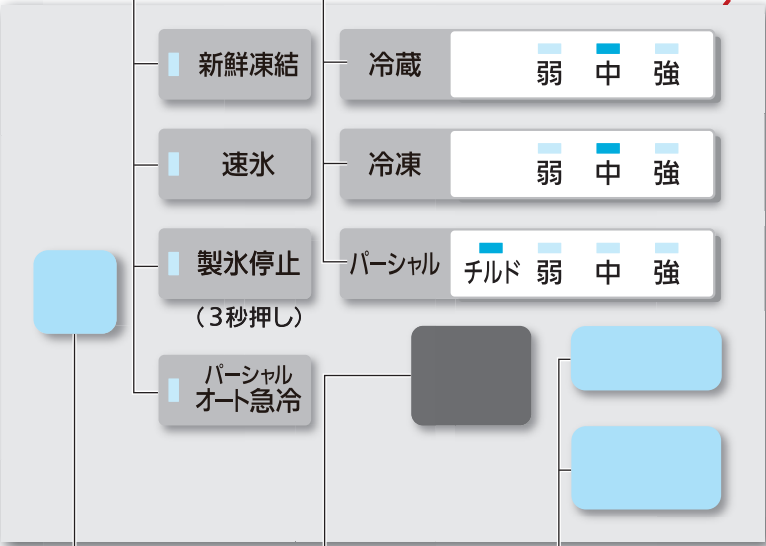 新鮮凍結
速氷
製氷停止
（3秒押し）
パーシャル
オート急冷
冷蔵 弱 中 強
冷凍 弱 中 強
パーシャル チルド 弱 中 強